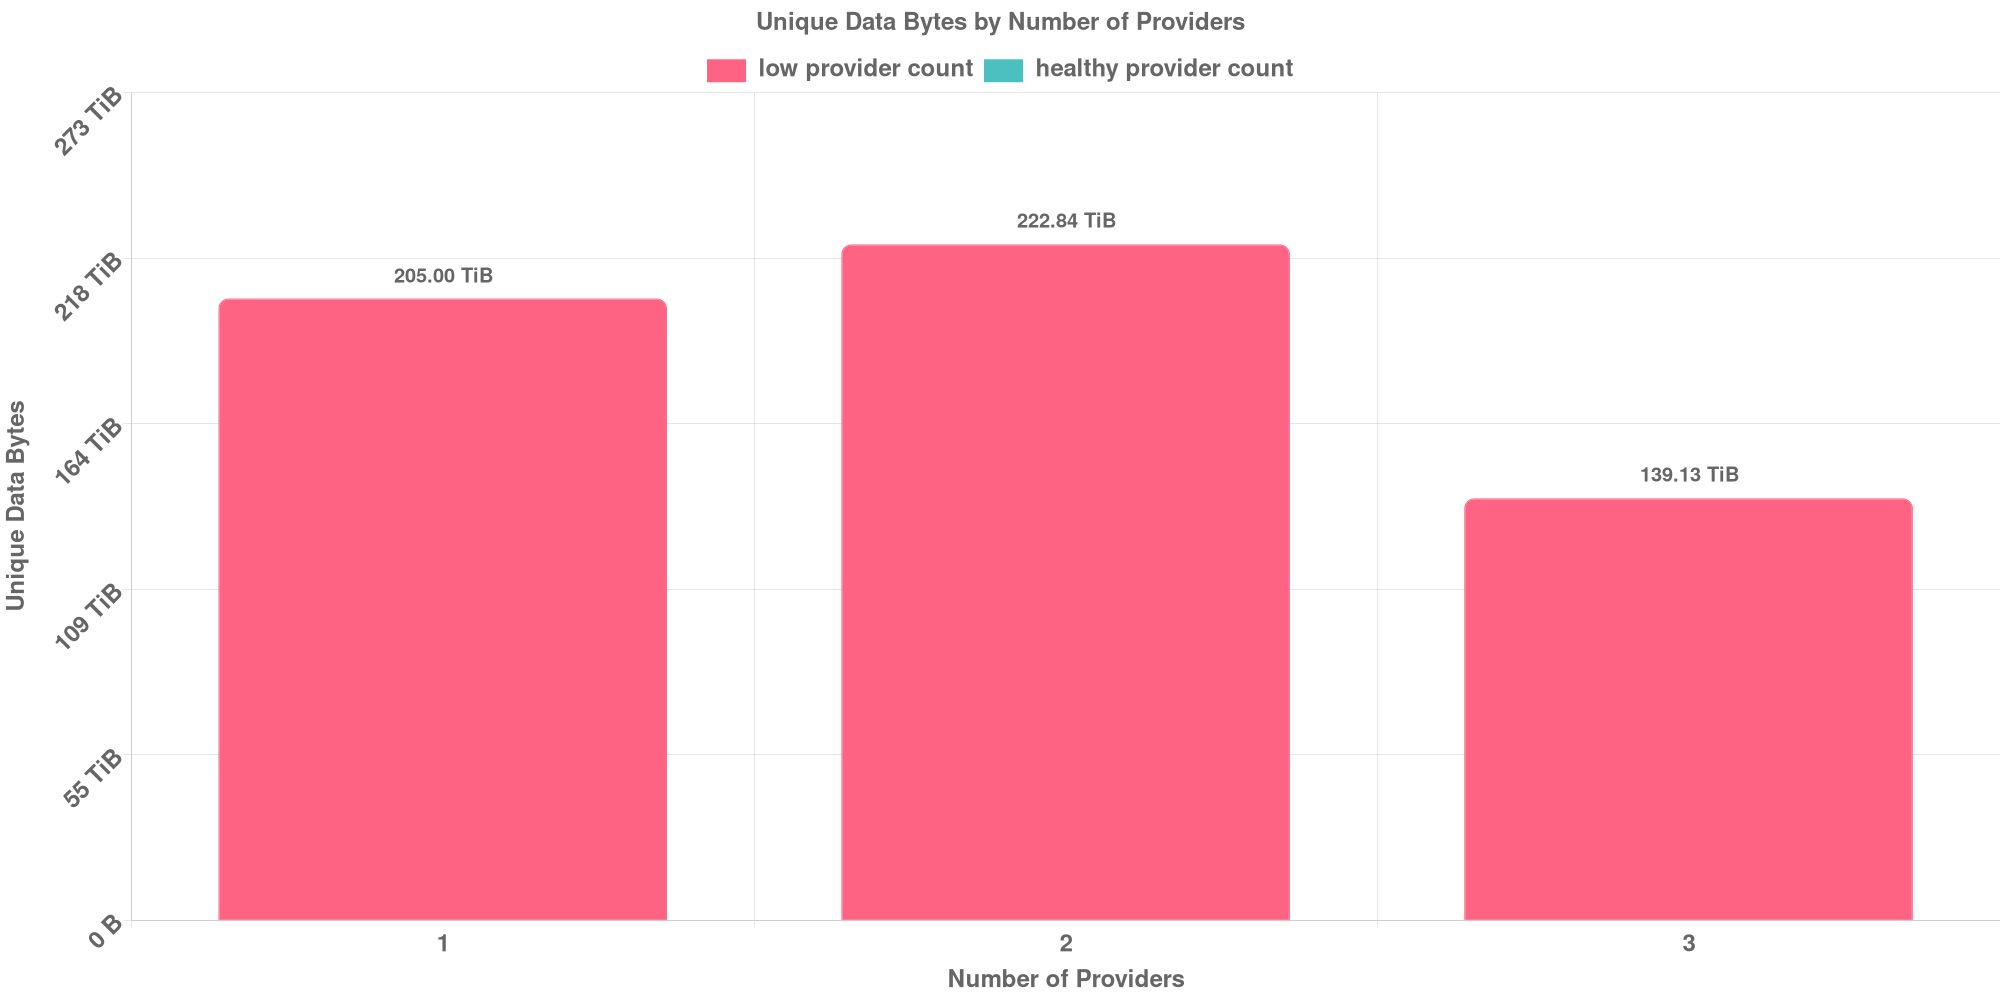 Unique Data Bytes by Number of Providers
low provider count healthy provider count
273 TiB
218 TiB
164 TiB
109 TiB
55 TiB
0 B
Unique Data Bytes
205.00 TiB
222.84 TiB
139.13 TiB
1 2 3
Number of Providers